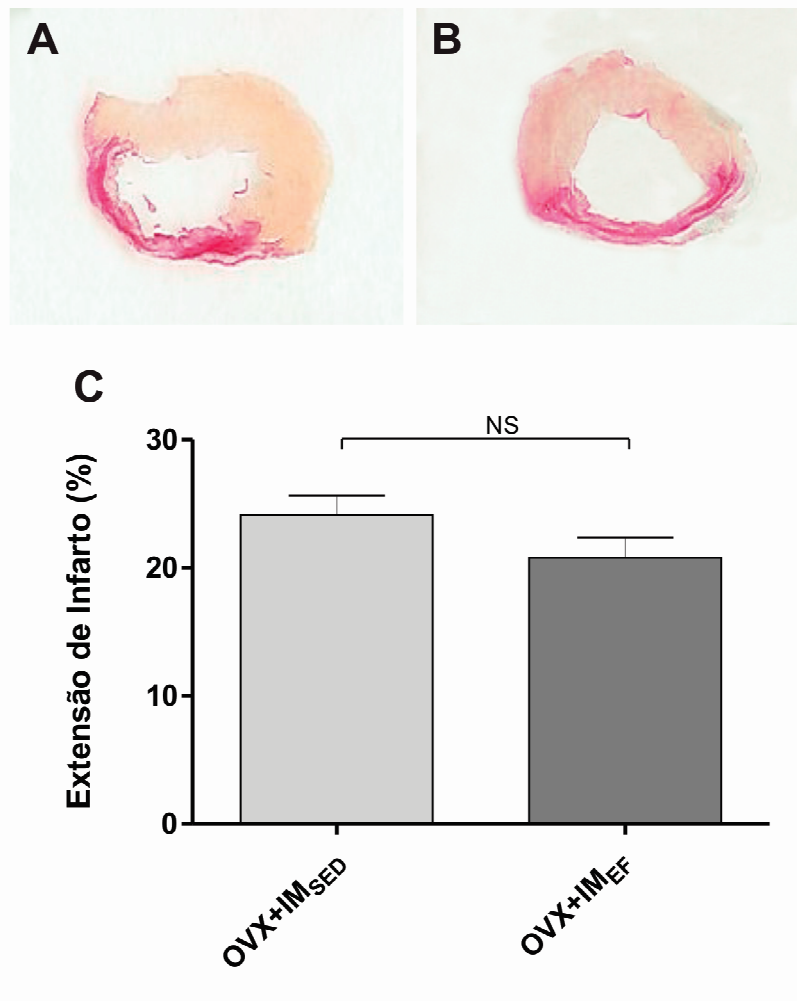 A
B
C
NS
30
20
10
0
Extensão de Infarto (%)
OVX+IMSED
OVX+IMEF